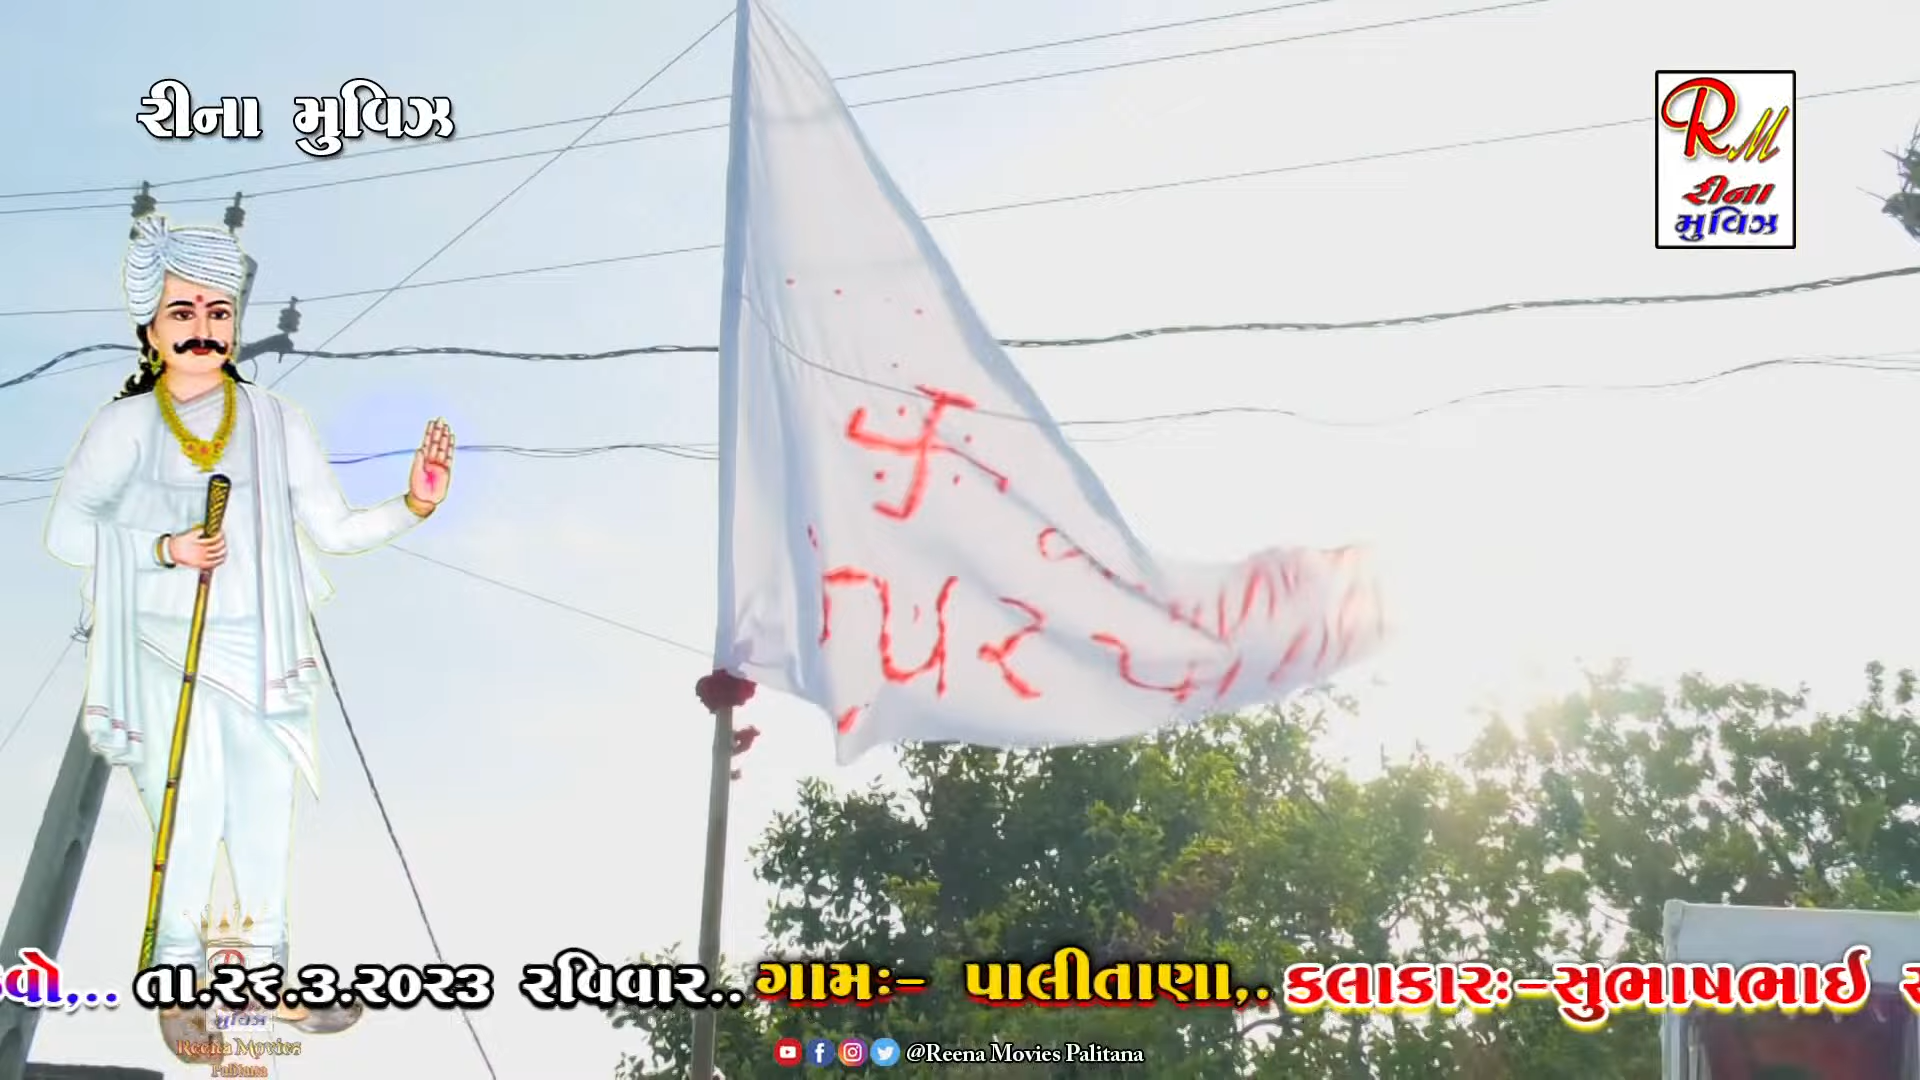 રીના મુવિઝ
RM
રીના
મુવિઝ
વો,.. તા.૨૬.૩.૨૦૨૩ રવિવાર.. ગામઃ- પાલીતાણા,. કલાકારઃ-સુભાષભાઈ
@Reena Movies Palitana
મુવિઝ
Reena Movies
Palitana